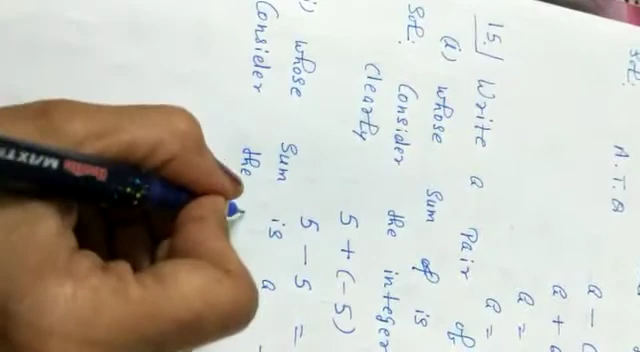 Sol:
A.T.Q
a - (
a + a
a =
a =
15. Write a Pair of
(i) whose sum of is
Sol: Consider the integer
clearly 5 + (-5)
5 - 5 =
i) whose sum is a -
Consider the
MAXTR